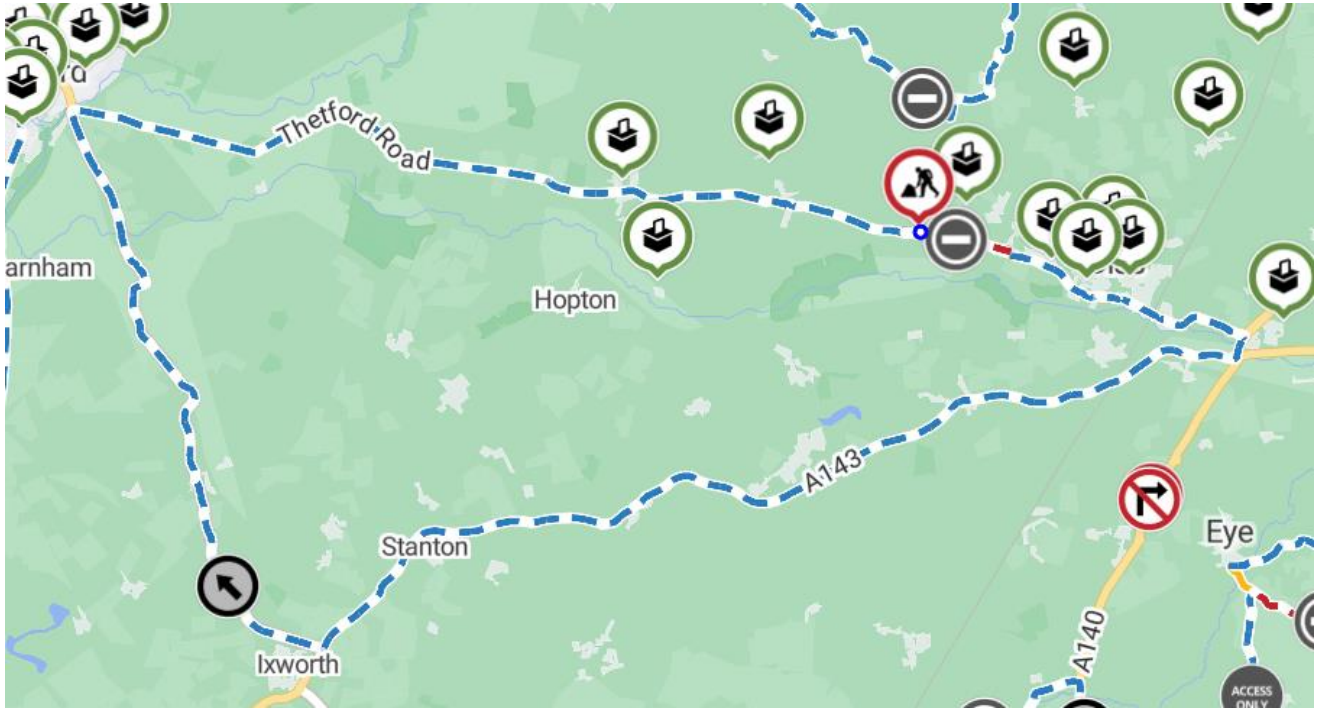 Thetford Road
arnham
Hopton
A143
Stanton
Eye
Ixworth
A140
ACCESS
ONLY